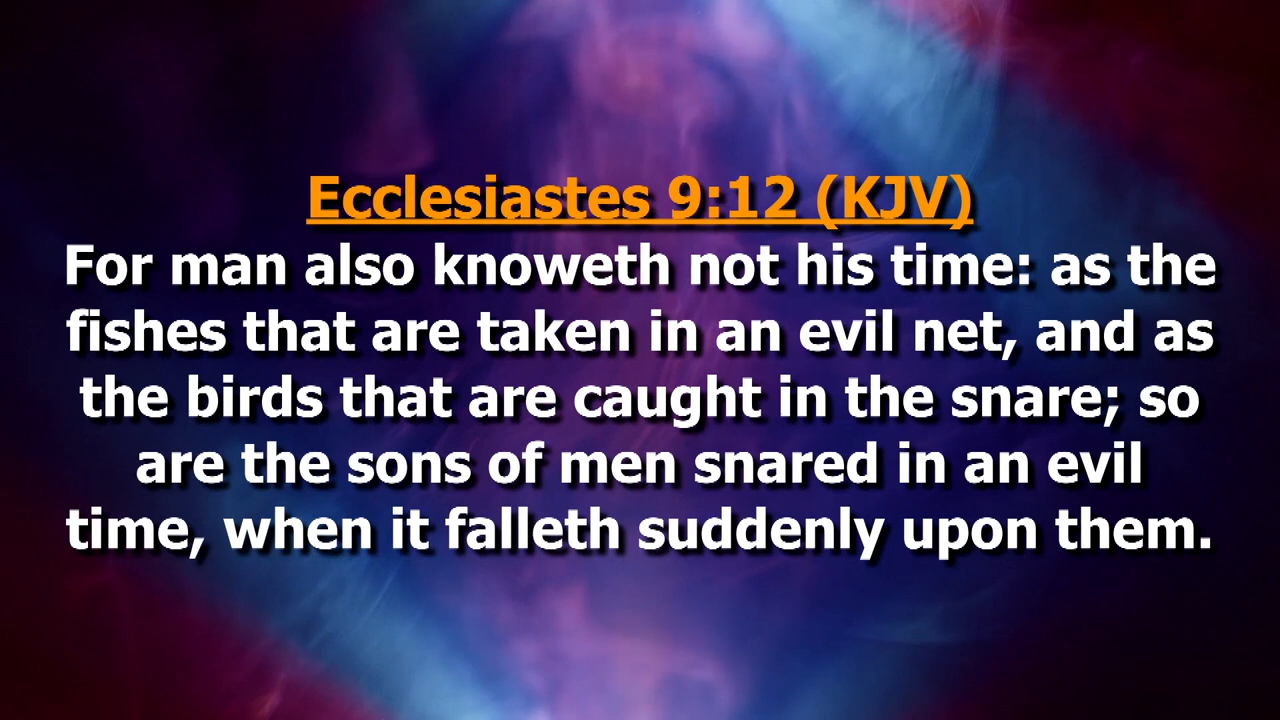 Ecclesiastes 9:12 (KJV)
For man also knoweth not his time: as the
fishes that are taken in an evil net, and as
the birds that are caught in the snare; so
are the sons of men snared in an evil
time, when it falleth suddenly upon them.